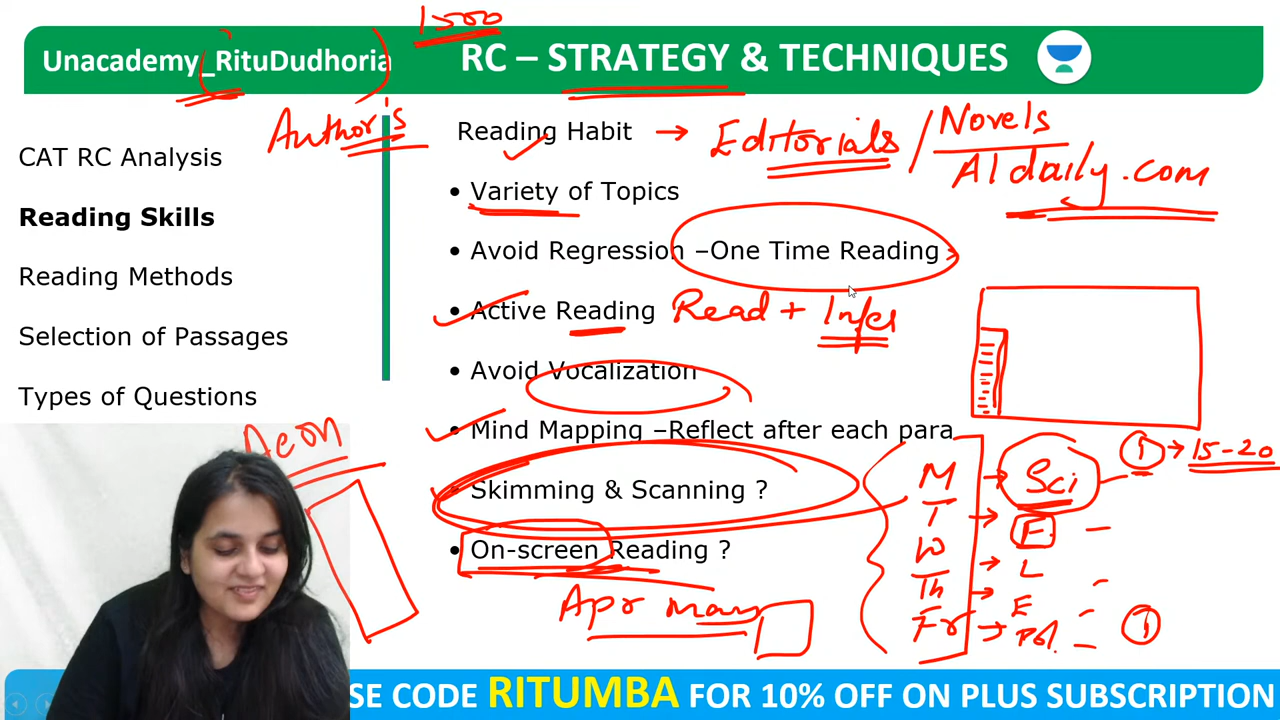 1500
Unacademy_RituDudhoria
RC – STRATEGY & TECHNIQUES
Author's
CAT RC Analysis
Reading Skills
Reading Methods
Selection of Passages
Types of Questions
Reading Habit → Editorials / Novels
Aldaily.com
• Variety of Topics
• Avoid Regression –One Time Reading
• Active Reading Read + Infer
• Avoid Vocalization
• Mind Mapping –Reflect after each para
• Skimming & Scanning ?
• On-screen Reading ?
Apr may
Aeon
M → Sci 1 → 15-20
T → F.
W → L
Th → E
Fr → Pol. 1
SE CODE RITUMBA FOR 10% OFF ON PLUS SUBSCRIPTION